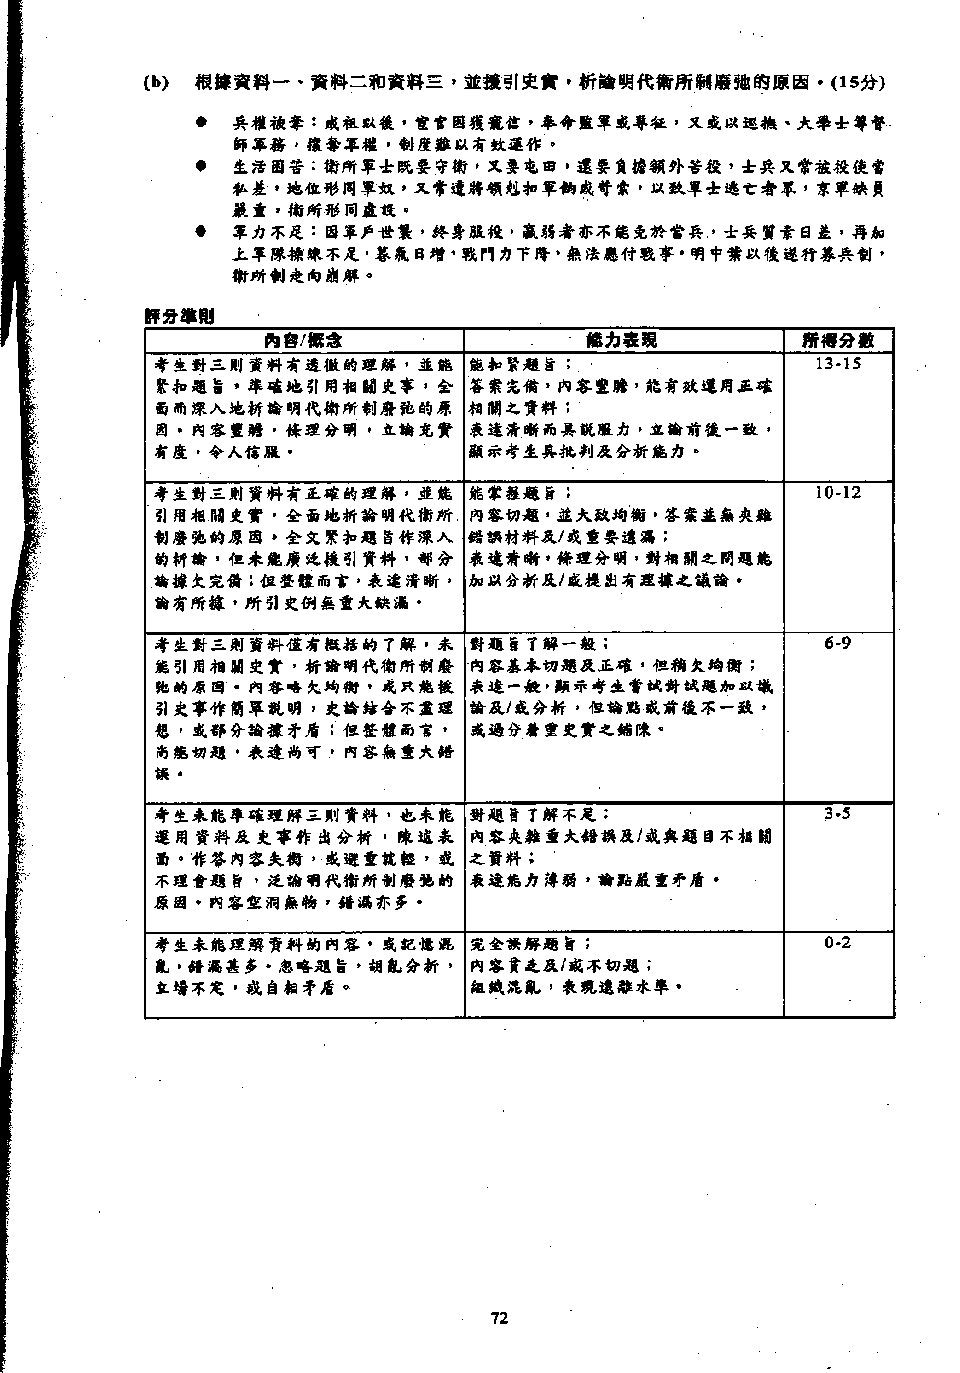 (b) 根據資料一、資料二和資料三，並援引史實，析論明代衛所制廢弛的原因。(15分)
● 兵權被奪：成祖以後，宦官因獲寵信，奉命監軍或專征，又或以巡撫、大學士等督
師軍務，攘奪軍權，制度難以有效運作。
● 生活困苦：衛所軍士既要守衛，又要屯田，還要負擔額外苦役，士兵又常被役使當
私差，地位形同軍奴，又常遭將領剋扣軍餉或苛索，以致軍士逃亡者眾，京軍缺員
嚴重，衛所形同虛設。
● 軍力不足：因軍戶世襲，終身服役，羸弱者亦不能免於當兵，士兵質素日差，再加
上軍隊操練不足，暮氣日增，戰鬥力下降，無法應付戰事。明中葉以後遂行募兵制，
衛所制走向崩解。
評分準則
內容/概念 能力表現 所得分數
考生對三則資料有透徹的理解，並能
緊扣題旨，準確地引用相關史事，全
面而深入地析論明代衛所制廢弛的原
因。內容豐贍，條理分明，立論充實
有度，令人信服。
能扣緊題旨；
答案完備，內容豐贍，能有效運用正確
相關之資料；
表達清晰而具說服力，立論前後一致，
顯示考生具批判及分析能力。
13-15
考生對三則資料有正確的理解，並能
引用相關史實，全面地析論明代衛所
制廢弛的原因。全文緊扣題旨作深入
的析論，但未能廣泛援引資料，部分
論據欠完備；但整體而言，表達清晰，
論有所據，所引史例無重大缺漏。
能掌握題旨；
內容切題，並大致均衡，答案並無夾雜
錯誤材料及/或重要遺漏；
表達清晰，條理分明，對相關之問題能
加以分析及/或提出有理據之議論。
10-12
考生對三則資料僅有概括的了解，未
能引用相關史實，析論明代衛所制廢
弛的原因。內容略欠均衡，或只能援
引史事作簡單說明，史論結合不盡理
想，或部分論據矛盾；但整體而言，
尚能切題，表達尚可，內容無重大錯
誤。
對題旨了解一般；
內容基本切題及正確，但稍欠均衡；
表達一般，顯示考生嘗試對試題加以議
論及/或分析，但論點或前後不一致，
或過分着重史實之鋪陳。
6-9
考生未能準確理解三則資料，也未能
運用資料及史事作出分析，陳述表
面。作答內容失衡，或避重就輕，或
不理會題旨，泛論明代衛所制廢弛的
原因。內容空洞無物，錯漏亦多。
對題旨了解不足；
內容夾雜重大錯誤及/或與題目不相關
之資料；
表達能力薄弱，論點嚴重矛盾。
3-5
考生未能理解資料的內容，或記憶混
亂，錯漏甚多。忽略題旨，胡亂分析，
立場不定，或自相矛盾。
完全誤解題旨；
內容貧乏及/或不切題；
組織混亂，表現遠離水準。
0-2
72